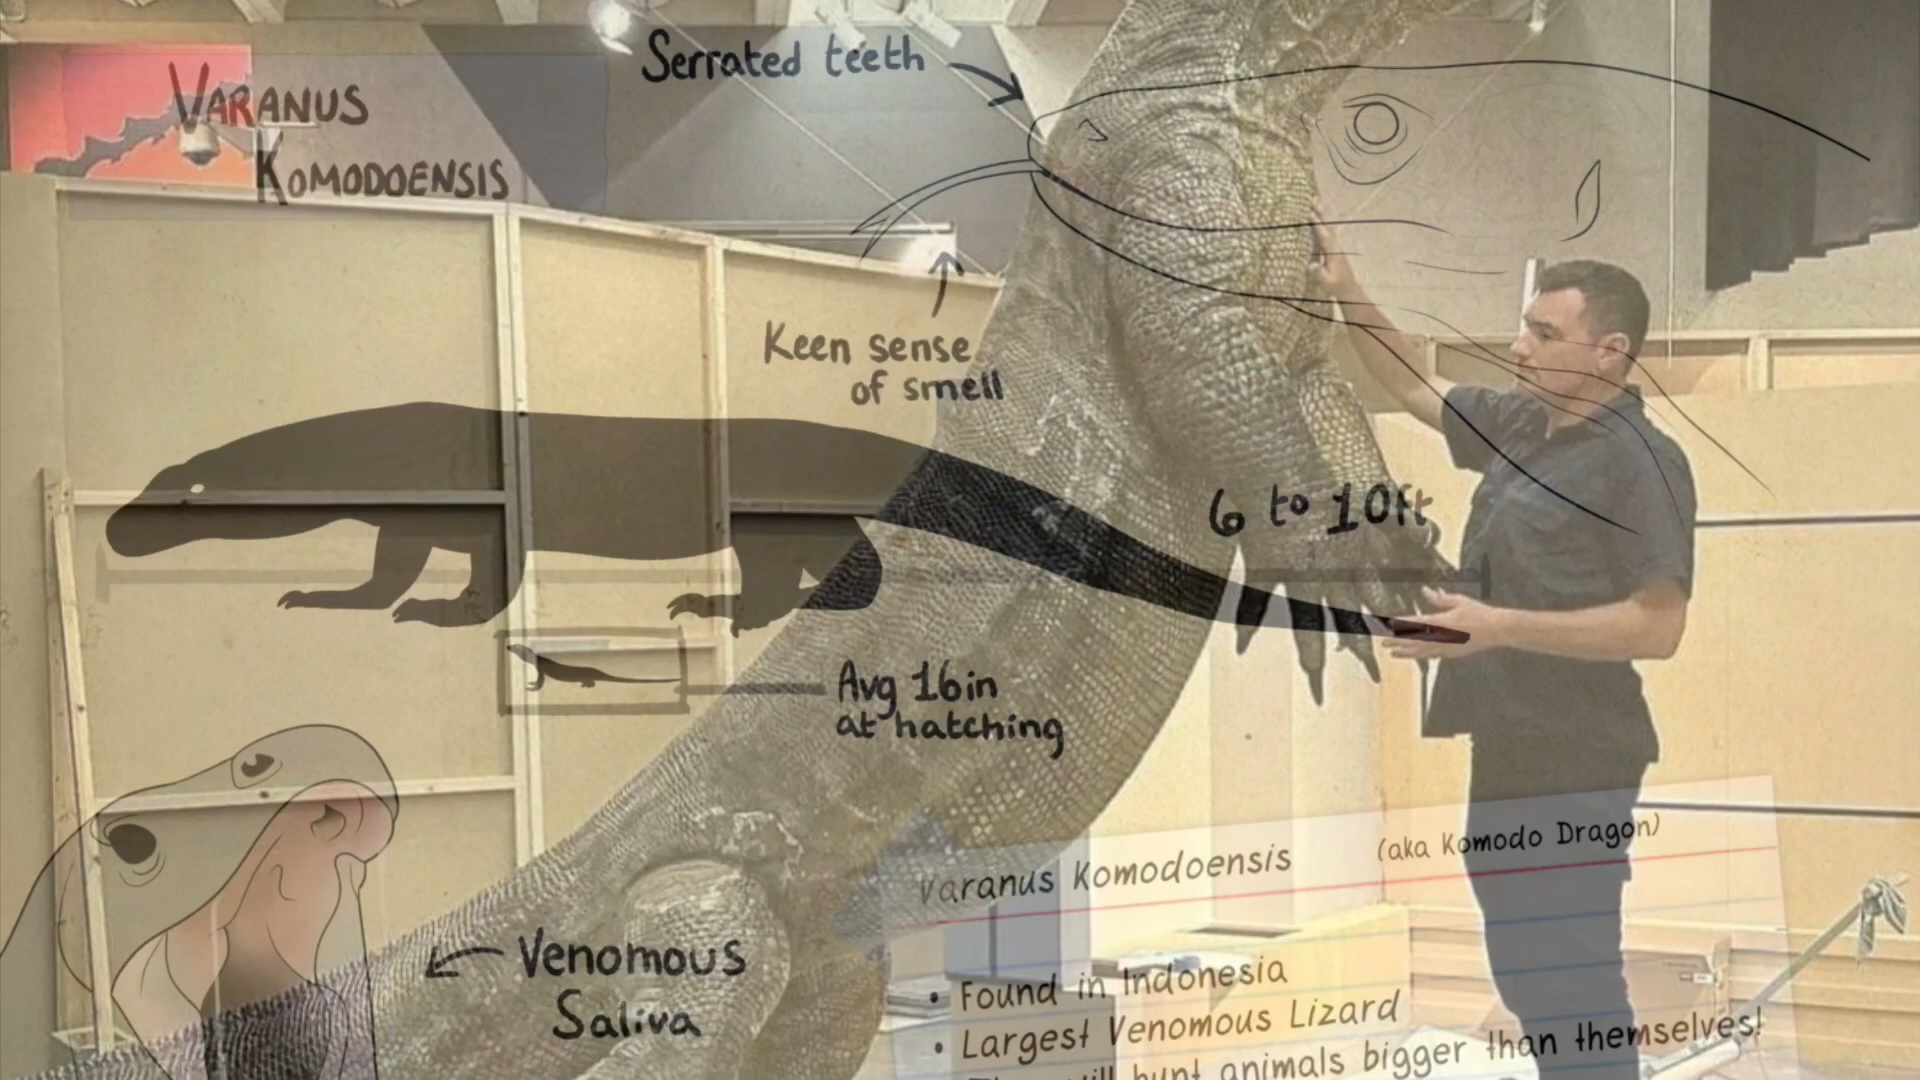 VARANUS
KOMODOENSIS
Serrated teeth
Keen sense
of smell
6 to 10ft
Avg 16in
at hatching
Venomous
Saliva
Varanus Komodoensis (aka Komodo Dragon)
• Found in Indonesia
• Largest Venomous Lizard
hunt animals bigger than themselves!